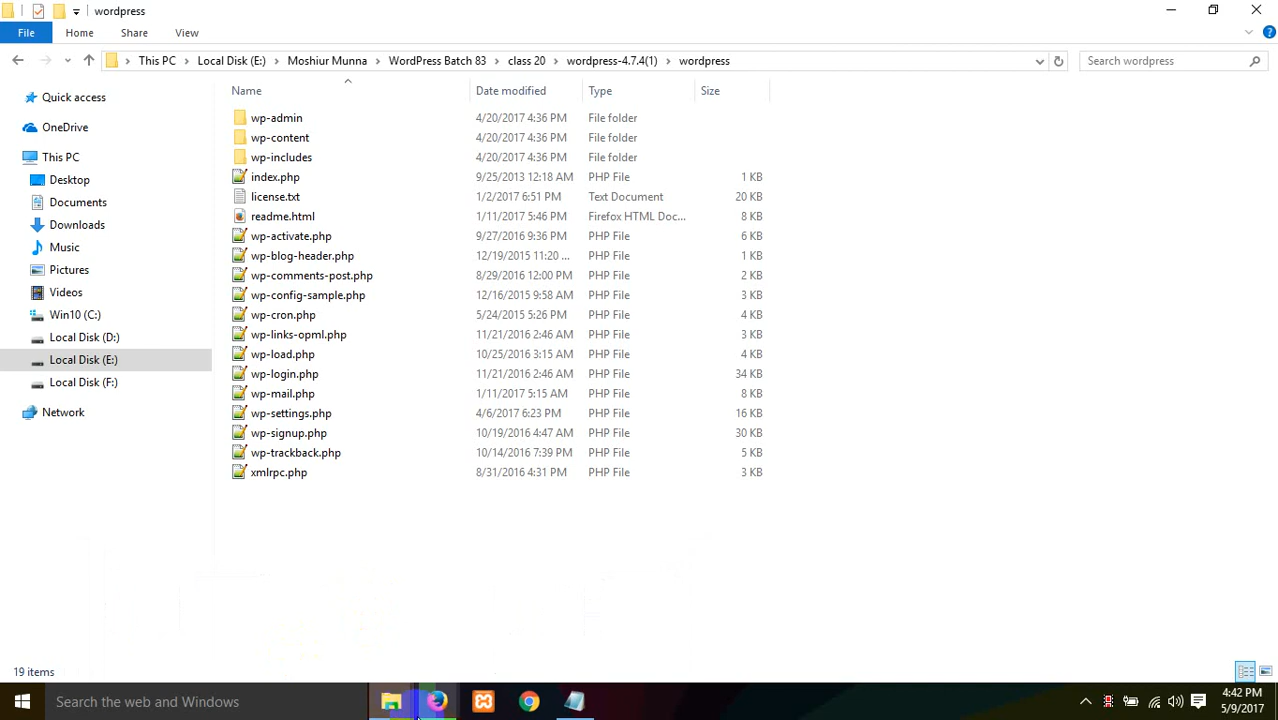 wordpress
File Home Share View
This PC Local Disk (E:) Moshiur Munna WordPress Batch 83 class 20 wordpress-4.7.4(1) wordpress Search wordpress
Name Date modified Type Size
Quick access
OneDrive
This PC
Desktop
Documents
Downloads
Music
Pictures
Videos
Win10 (C:)
Local Disk (D:)
Local Disk (E:)
Local Disk (F:)
Network
wp-admin 4/20/2017 4:36 PM File folder
wp-content 4/20/2017 4:36 PM File folder
wp-includes 4/20/2017 4:36 PM File folder
index.php 9/25/2013 12:18 AM PHP File 1 KB
license.txt 1/2/2017 6:51 PM Text Document 20 KB
readme.html 1/11/2017 5:46 PM Firefox HTML Doc... 8 KB
wp-activate.php 9/27/2016 9:36 PM PHP File 6 KB
wp-blog-header.php 12/19/2015 11:20 ... PHP File 1 KB
wp-comments-post.php 8/29/2016 12:00 PM PHP File 2 KB
wp-config-sample.php 12/16/2015 9:58 AM PHP File 3 KB
wp-cron.php 5/24/2015 5:26 PM PHP File 4 KB
wp-links-opml.php 11/21/2016 2:46 AM PHP File 3 KB
wp-load.php 10/25/2016 3:15 AM PHP File 4 KB
wp-login.php 11/21/2016 2:46 AM PHP File 34 KB
wp-mail.php 1/11/2017 5:15 AM PHP File 8 KB
wp-settings.php 4/6/2017 6:23 PM PHP File 16 KB
wp-signup.php 10/19/2016 4:47 AM PHP File 30 KB
wp-trackback.php 10/14/2016 7:39 PM PHP File 5 KB
xmlrpc.php 8/31/2016 4:31 PM PHP File 3 KB
19 items
Search the web and Windows
4:42 PM
5/9/2017